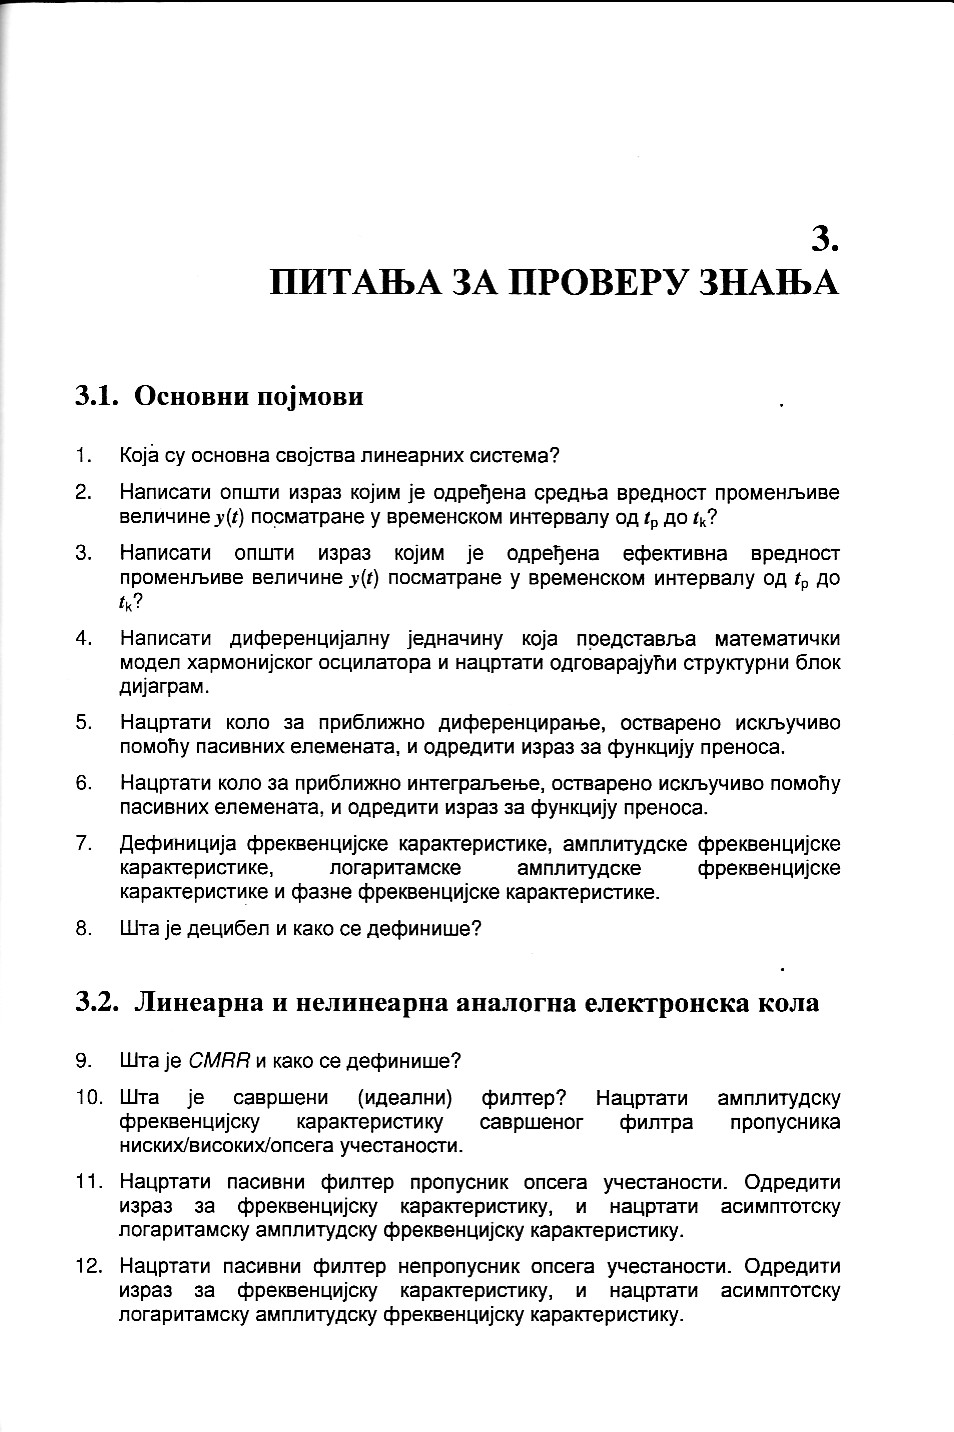 3.
ПИТАЊА ЗА ПРОВЕРУ ЗНАЊА
3.1. Основни појмови
1. Која су основна својства линеарних система?
2. Написати општи израз којим је одређена средња вредност променљиве
величине y(t) посматране у временском интервалу од tp до tk?
3. Написати општи израз којим је одређена ефективна вредност
променљиве величине y(t) посматране у временском интервалу од tp до
tk?
4. Написати диференцијалну једначину која представља математички
модел хармонијског осцилатора и нацртати одговарајући структурни блок
дијаграм.
5. Нацртати коло за приближно диференцирање, остварено искључиво
помоћу пасивних елемената, и одредити израз за функцију преноса.
6. Нацртати коло за приближно интеграљење, остварено искључиво помоћу
пасивних елемената, и одредити израз за функцију преноса.
7. Дефиниција фреквенцијске карактеристике, амплитудске фреквенцијске
карактеристике, логаритамске амплитудске фреквенцијске
карактеристике и фазне фреквенцијске карактеристике.
8. Шта је децибел и како се дефинише?
3.2. Линеарна и нелинеарна аналогна електронска кола
9. Шта је CMRR и како се дефинише?
10. Шта је савршени (идеални) филтер? Нацртати амплитудску
фреквенцијску карактеристику савршеног филтра пропусника
ниских/високих/опсега учестаности.
11. Нацртати пасивни филтер пропусник опсега учестаности. Одредити
израз за фреквенцијску карактеристику, и нацртати асимптотску
логаритамску амплитудску фреквенцијску карактеристику.
12. Нацртати пасивни филтер непропусник опсега учестаности. Одредити
израз за фреквенцијску карактеристику, и нацртати асимптотску
логаритамску амплитудску фреквенцијску карактеристику.